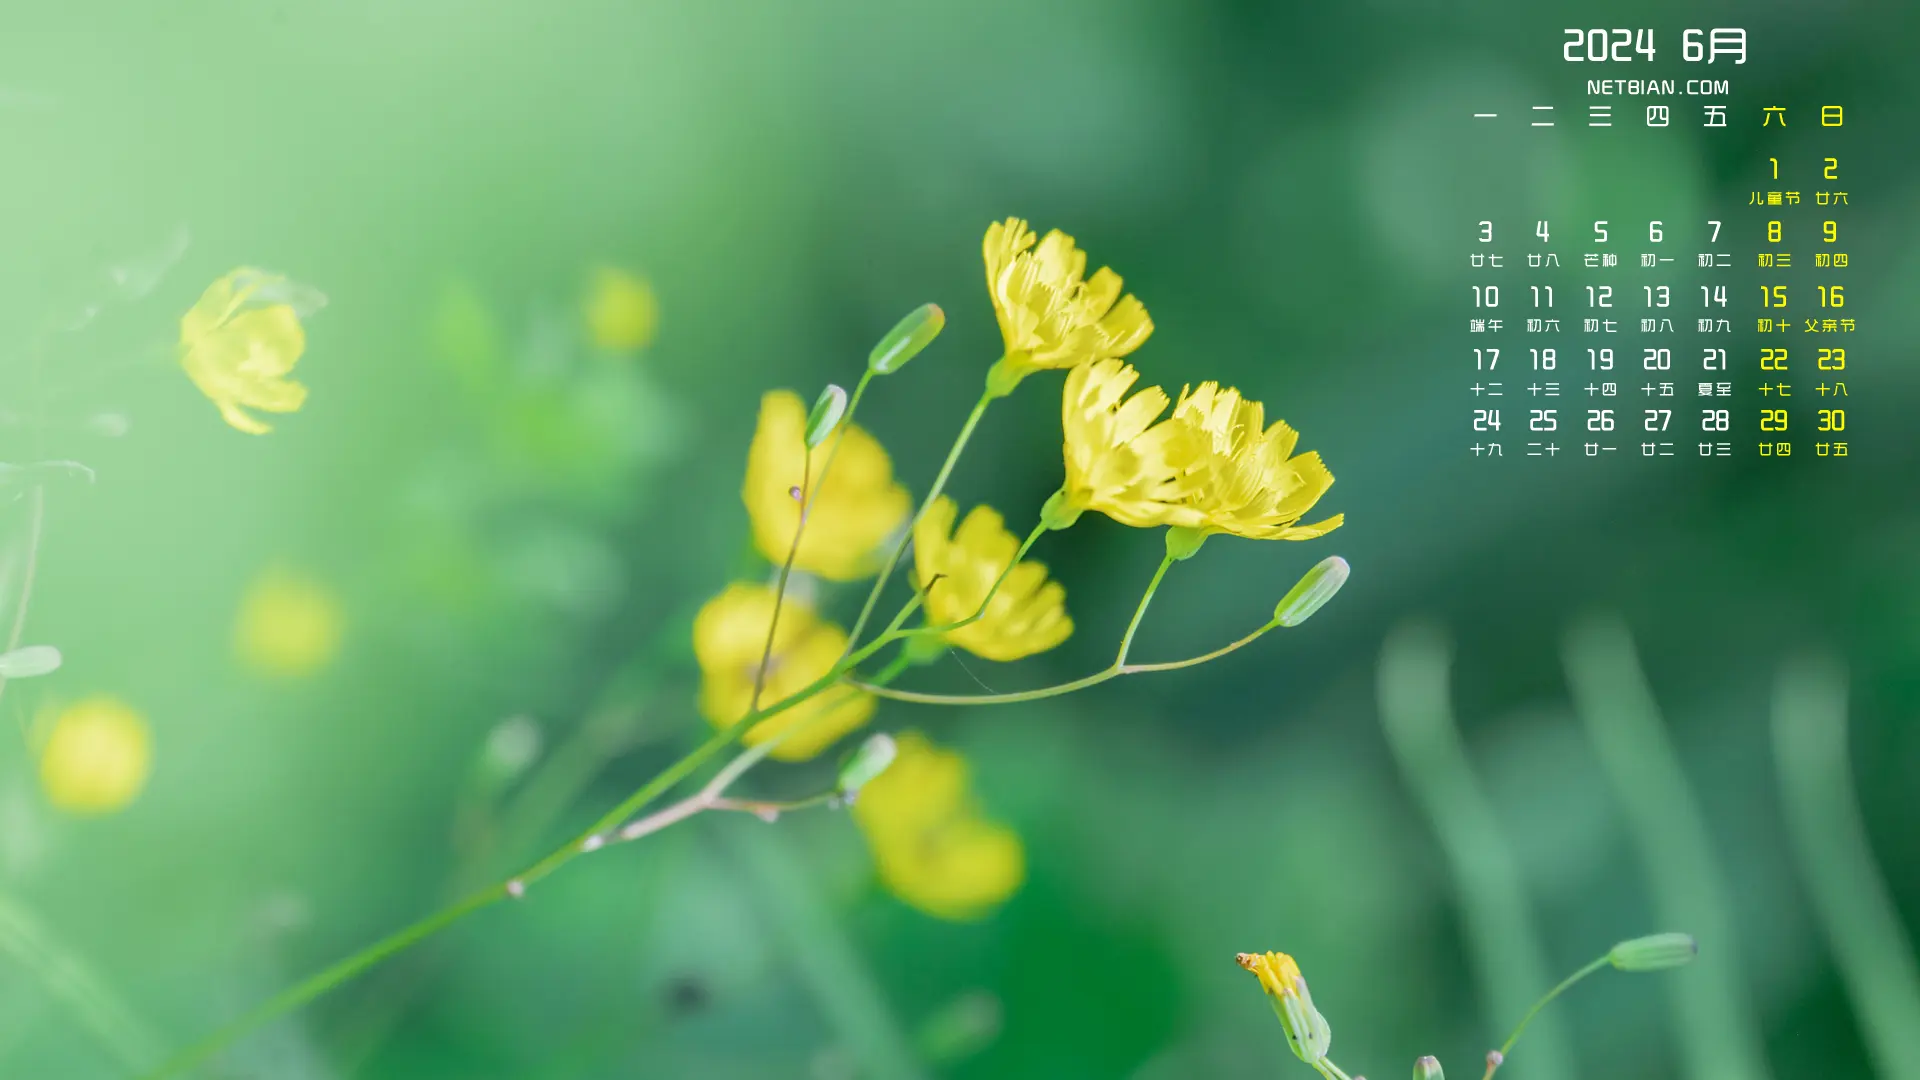 2024 6月
NETBIAN.COM
一 二 三 四 五 六 日
1 2
儿童节 廿六
3 4 5 6 7 8 9
廿七 廿八 芒种 初一 初二 初三 初四
10 11 12 13 14 15 16
端午 初六 初七 初八 初九 初十 父亲节
17 18 19 20 21 22 23
十二 十三 十四 十五 夏至 十七 十八
24 25 26 27 28 29 30
十九 二十 廿一 廿二 廿三 廿四 廿五